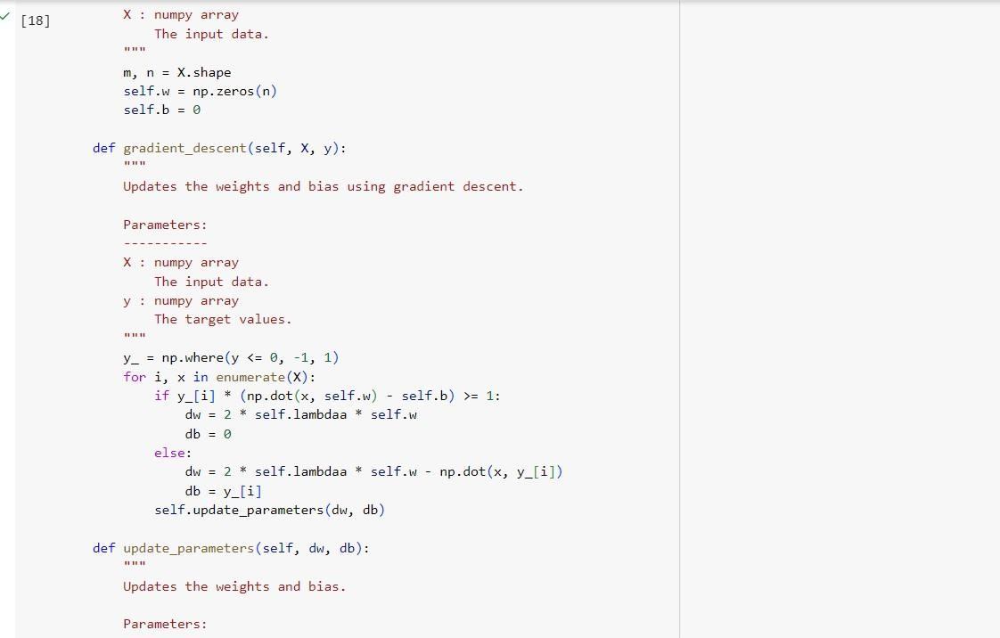 [18]
X : numpy array
The input data.
"""
m, n = X.shape
self.w = np.zeros(n)
self.b = 0
def gradient_descent(self, X, y):
"""
Updates the weights and bias using gradient descent.
Parameters:
-----------
X : numpy array
The input data.
y : numpy array
The target values.
"""
y_ = np.where(y <= 0, -1, 1)
for i, x in enumerate(X):
if y_[i] * (np.dot(x, self.w) - self.b) >= 1:
dw = 2 * self.lambdaa * self.w
db = 0
else:
dw = 2 * self.lambdaa * self.w - np.dot(x, y_[i])
db = y_[i]
self.update_parameters(dw, db)
def update_parameters(self, dw, db):
"""
Updates the weights and bias.
Parameters: